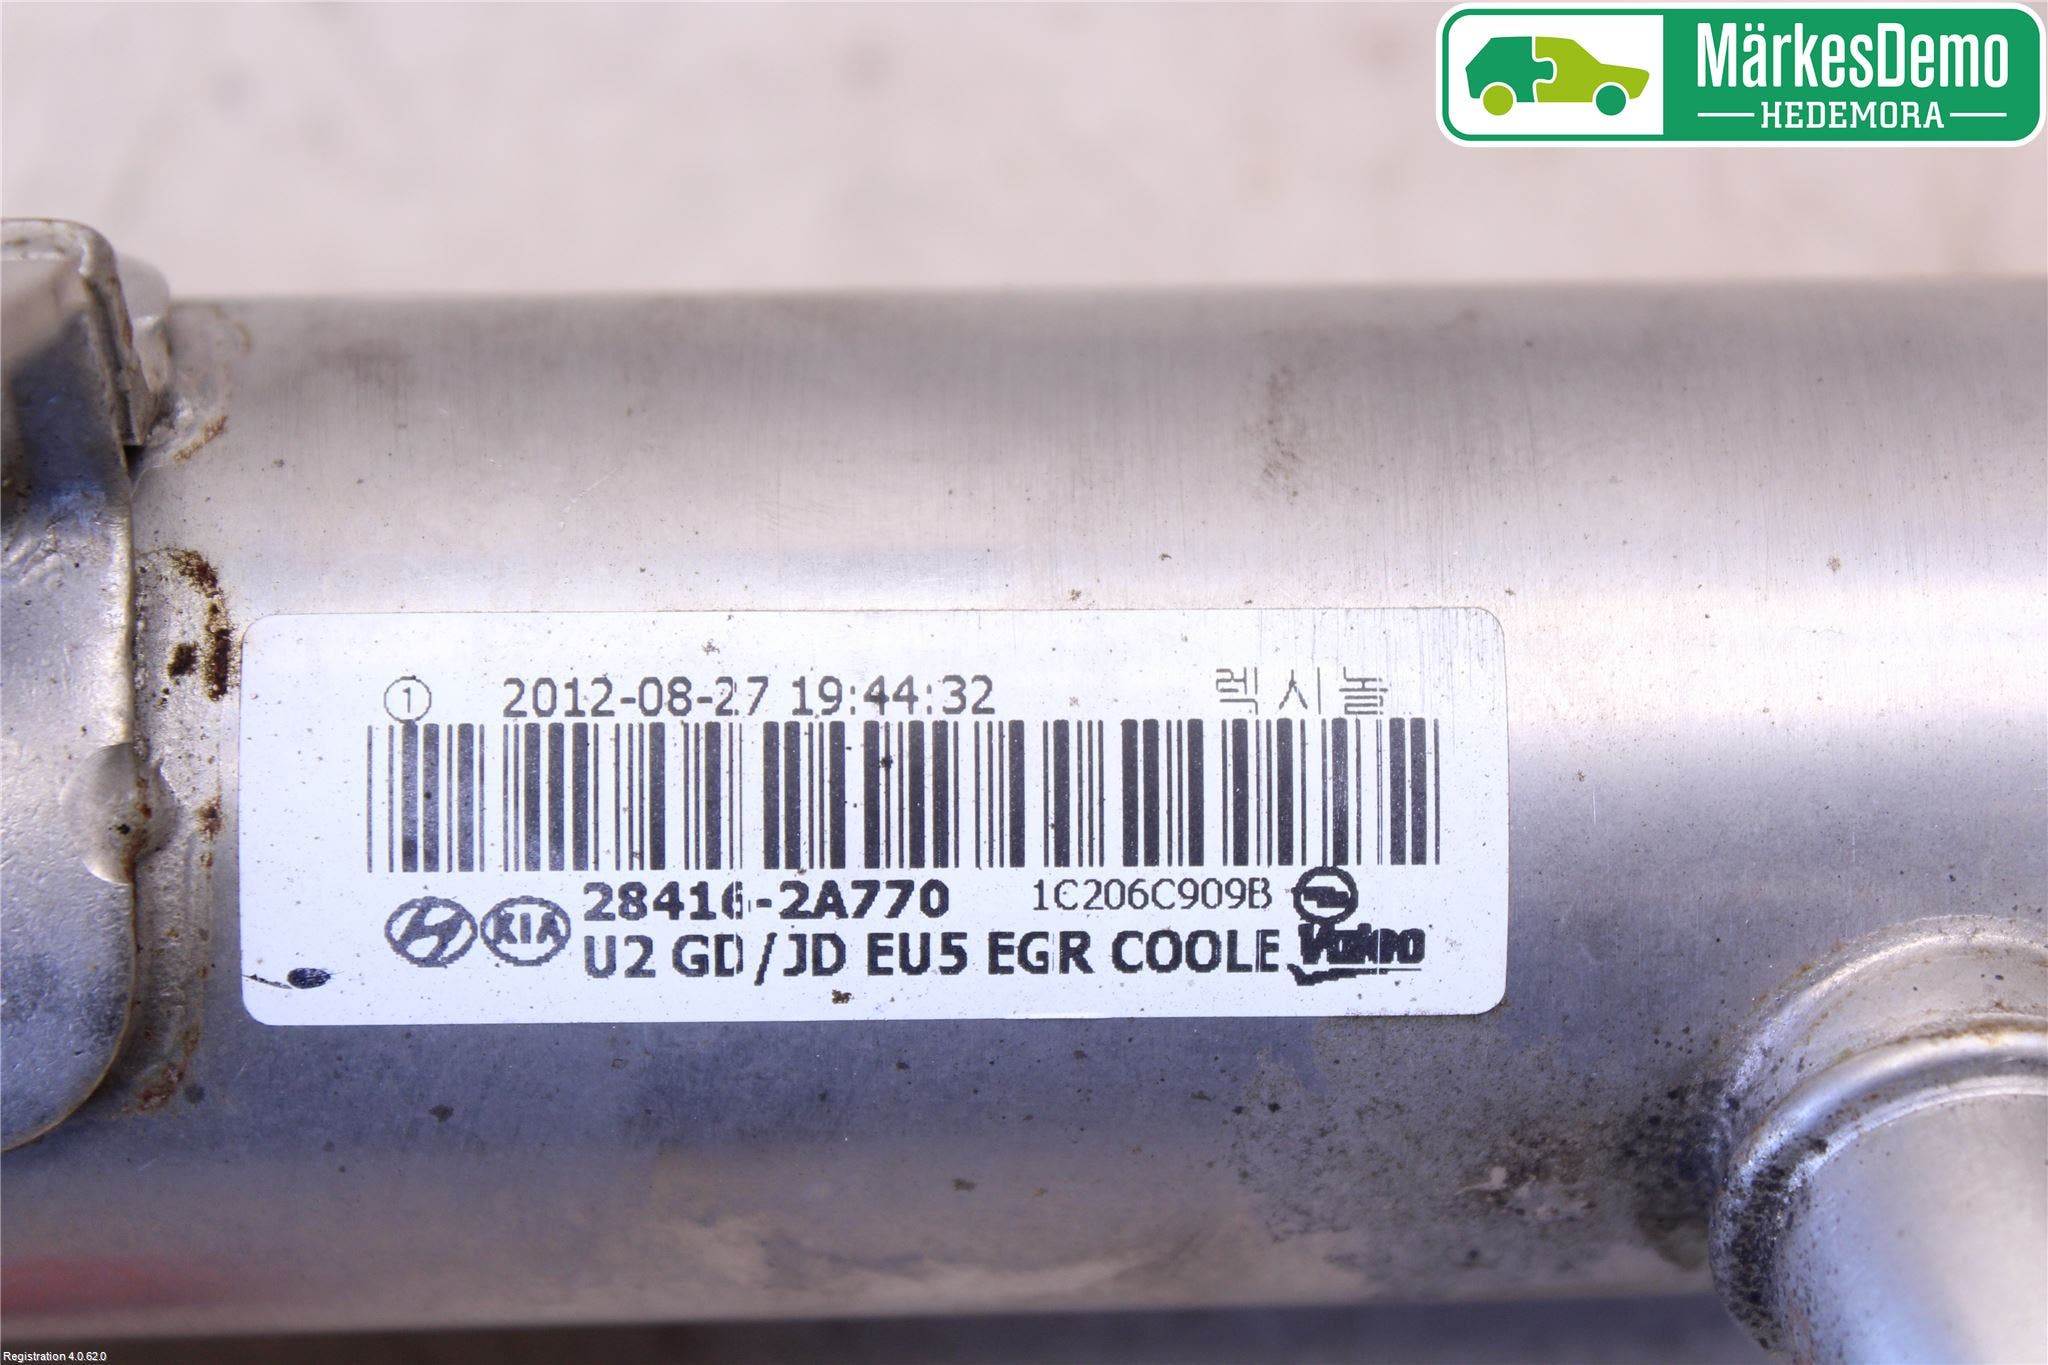 MärkesDemo
HEDEMORA
1 2012-08-27 19:44:32 렉시놀
28416-2A770 1C206C909B
KIA
U2 GD/JD EU5 EGR COOLE Valeo
Registration 4.0.62.0